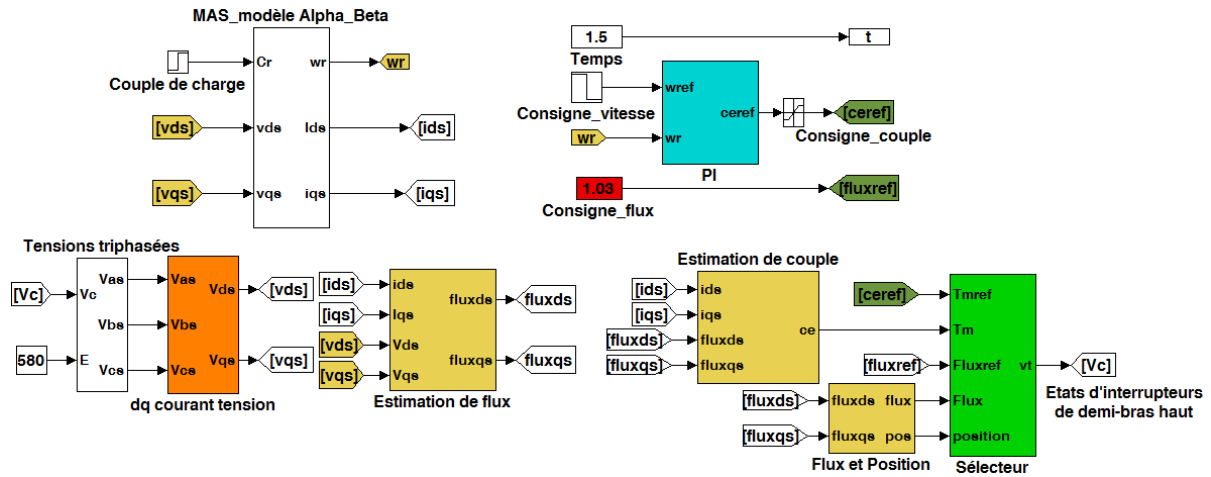 MAS_modèle Alpha_Beta
Cr
wr
wr
Couple de charge
[vds]
vds
Ids
[ids]
[vqs]
vqs
iqs
[iqs]
1.5
t
Temps
wref
Consigne_vitesse
ceref
[ceref]
Consigne_couple
wr
wr
PI
1.03
[fluxref]
Consigne_flux
Tensions triphasées
[Vc]
Vc
Vas
Vas
Vds
[vds]
Vbs
Vbs
580
E
Vcs
Vcs
Vqs
[vqs]
dq courant tension
[ids]
ids
fluxds
fluxds
[iqs]
Iqs
[vds]
Vds
fluxqs
fluxqs
[vqs]
Vqs
Estimation de flux
Estimation de couple
[ids]
ids
[iqs]
iqs
ce
[fluxds]
fluxds
[fluxqs]
fluxqs
[ceref]
Tmref
Tm
[fluxref]
Fluxref
vt
[Vc]
Etats d'interrupteurs
de demi-bras haut
[fluxds]
fluxds
flux
Flux
[fluxqs]
fluxqs
pos
position
Flux et Position
Sélecteur